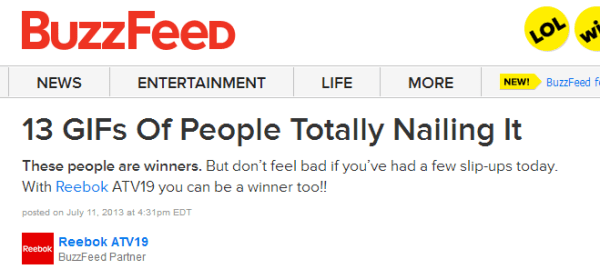 BuzzFeed
LOL
NEWS ENTERTAINMENT LIFE MORE NEW! BuzzFeed
13 GIFs Of People Totally Nailing It
These people are winners. But don't feel bad if you've had a few slip-ups today.
With Reebok ATV19 you can be a winner too!!
posted on July 11, 2013 at 4:31pm EDT
Reebok
Reebok ATV19
BuzzFeed Partner